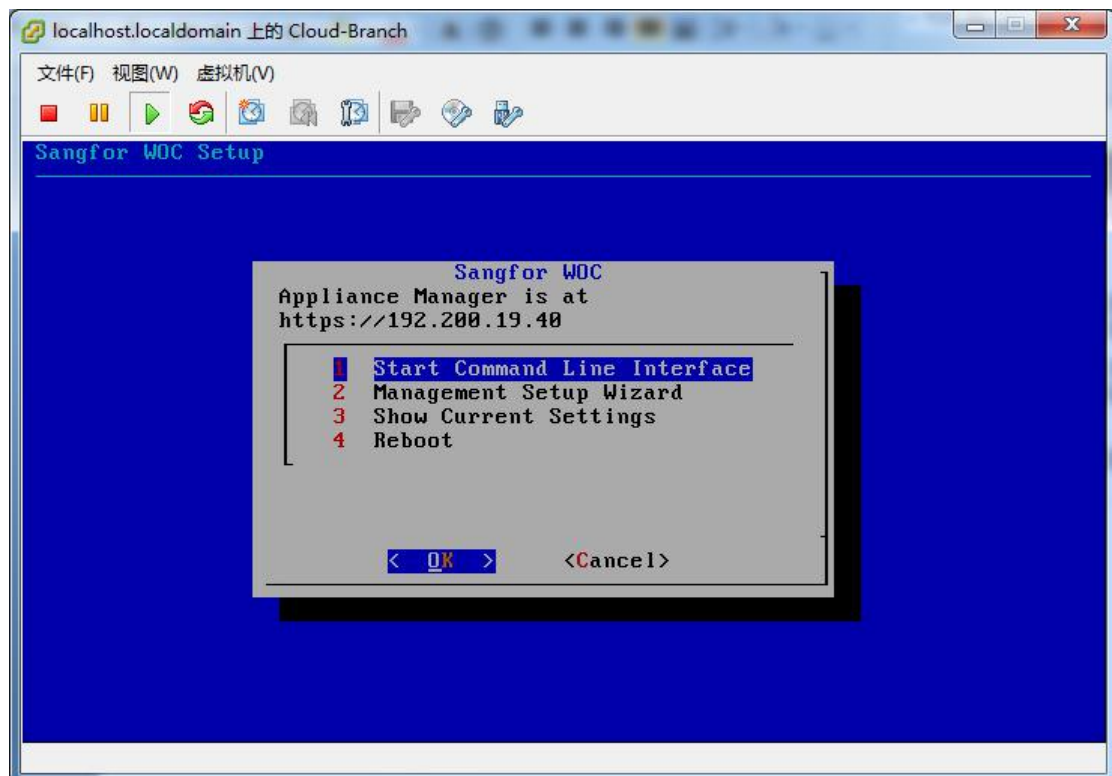 localhost.localdomain 上的 Cloud-Branch
文件(F) 视图(W) 虚拟机(V)
Sangfor WOC Setup
Sangfor WOC
Appliance Manager is at
https://192.200.19.40
1 Start Command Line Interface
2 Management Setup Wizard
3 Show Current Settings
4 Reboot
< OK > <Cancel>